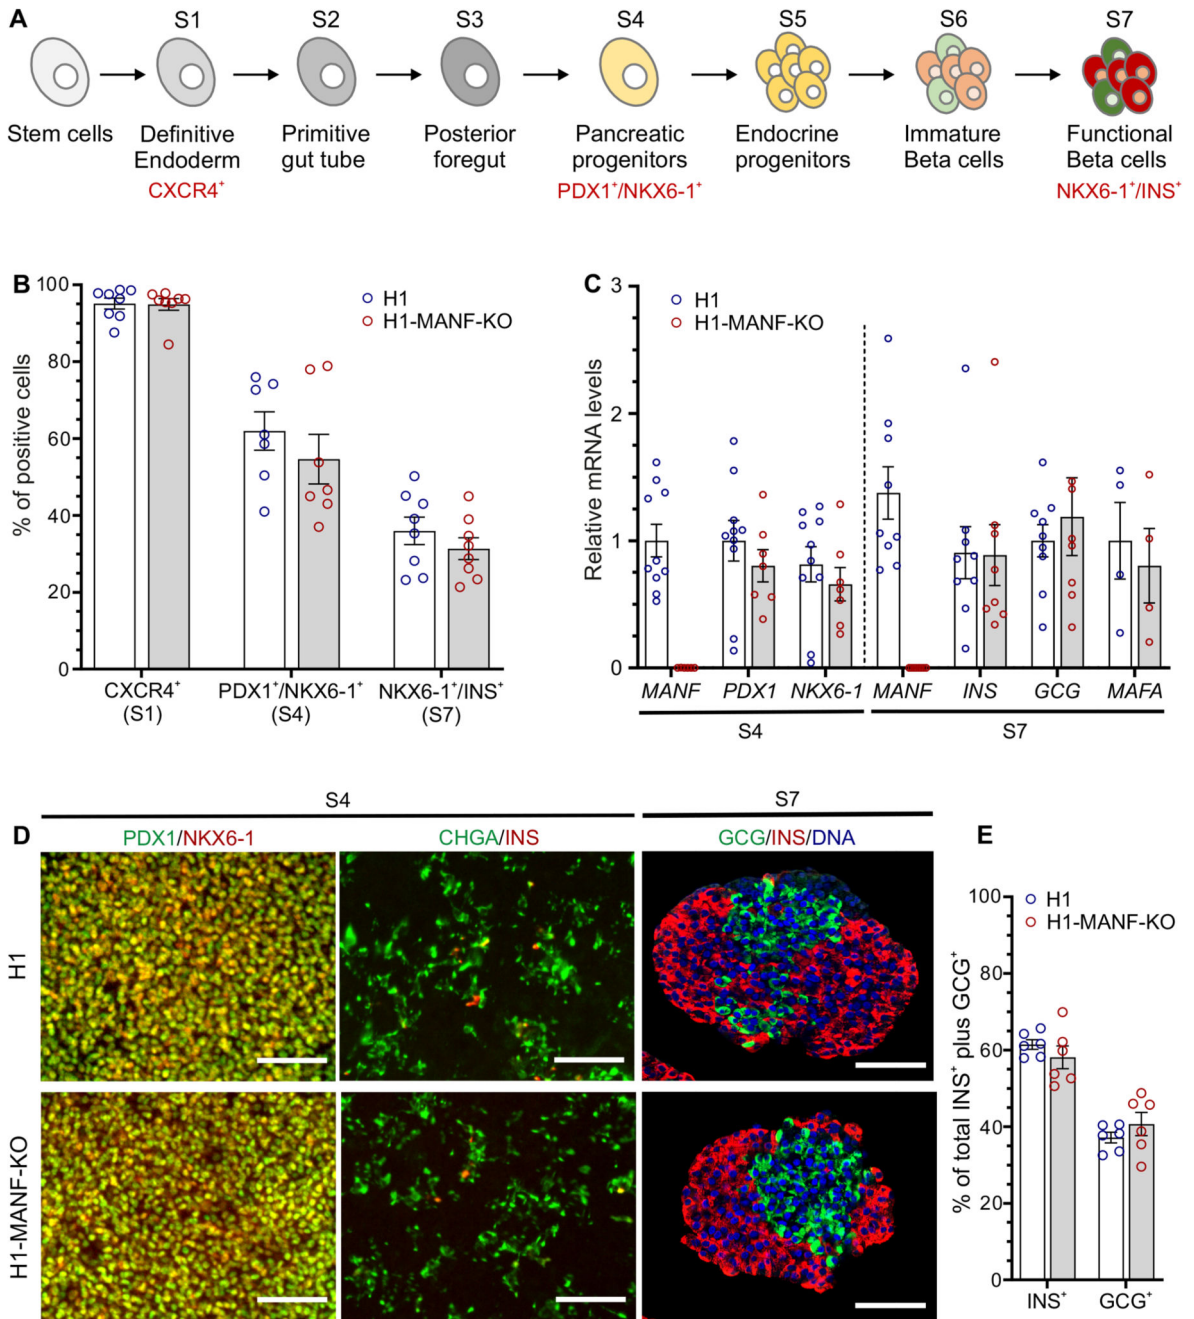 A
S1 S2 S3 S4 S5 S6 S7
Stem cells
Definitive
Endoderm
CXCR4⁺
Primitive
gut tube
Posterior
foregut
Pancreatic
progenitors
PDX1⁺/NKX6-1⁺
Endocrine
progenitors
Immature
Beta cells
Functional
Beta cells
NKX6-1⁺/INS⁺
B
% of positive cells
100
80
60
40
20
0
H1
H1-MANF-KO
CXCR4⁺
(S1)
PDX1⁺/NKX6-1⁺
(S4)
NKX6-1⁺/INS⁺
(S7)
C
Relative mRNA levels
3
2
1
0
H1
H1-MANF-KO
MANF PDX1 NKX6-1 MANF INS GCG MAFA
S4 S7
D
S4 S7
PDX1/NKX6-1 CHGA/INS GCG/INS/DNA
H1
H1-MANF-KO
E
% of total INS⁺ plus GCG⁺
100
80
60
40
20
0
H1
H1-MANF-KO
INS⁺ GCG⁺